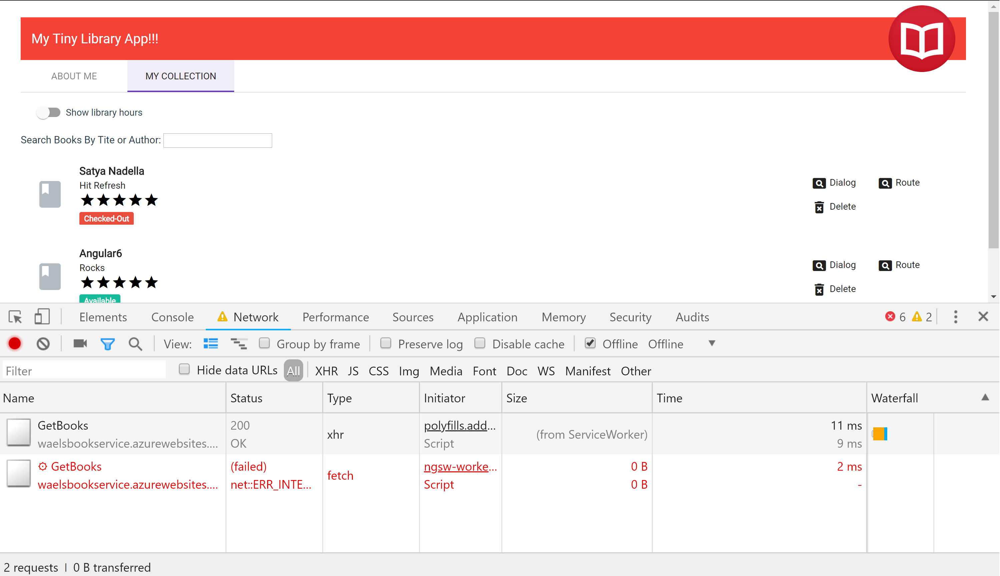 My Tiny Library App!!!
ABOUT ME MY COLLECTION
Show library hours
Search Books By Tite or Author:
Satya Nadella
Hit Refresh
Checked-Out
Dialog Route
Delete
Angular6
Rocks
Available
Dialog Route
Delete
Elements Console Network Performance Sources Application Memory Security Audits 6 2
View: Group by frame Preserve log Disable cache Offline Offline
Filter Hide data URLs All XHR JS CSS Img Media Font Doc WS Manifest Other
Name Status Type Initiator Size Time Waterfall
GetBooks 200 xhr polyfills.add... (from ServiceWorker) 11 ms
waelsbookservice.azurewebsites.... OK Script 9 ms
GetBooks (failed) fetch ngsw-worke... 0 B 2 ms
waelsbookservice.azurewebsites.... net::ERR_INTE... Script 0 B -
2 requests | 0 B transferred